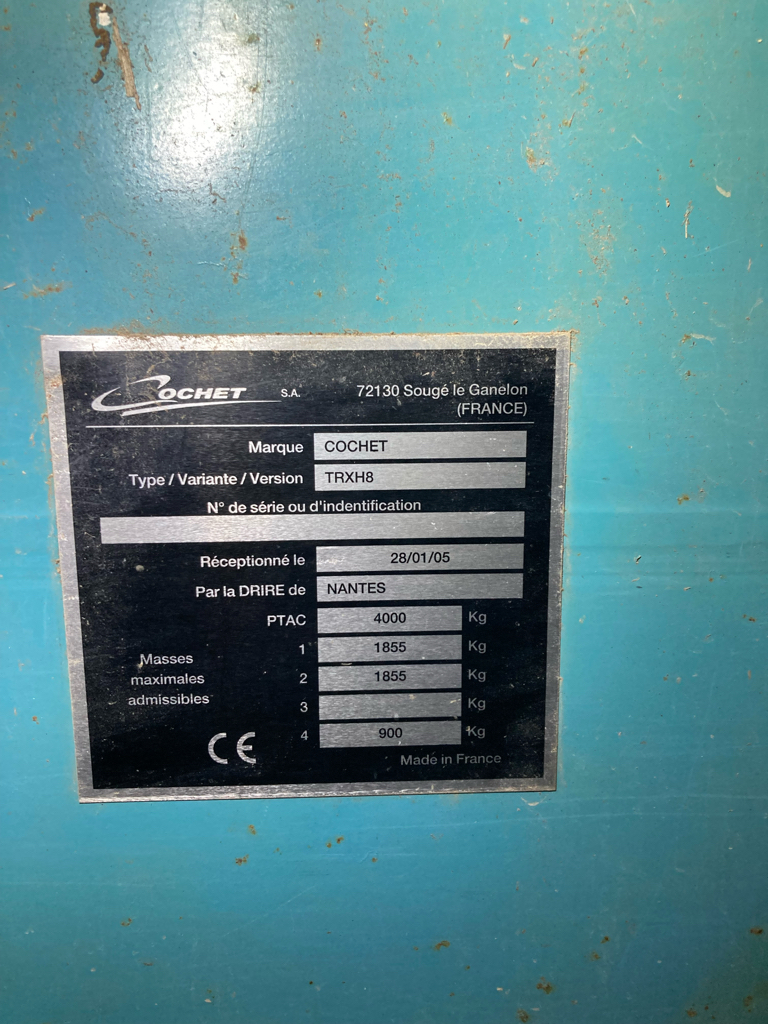 COCHET S.A. 72130 Sougé le Ganelon
(FRANCE)
Marque COCHET
Type / Variante / Version TRXH8
N° de série ou d'indentification
Réceptionné le 28/01/05
Par la DRIRE de NANTES
PTAC 4000 Kg
Masses maximales admissibles
1 1855 Kg
2 1855 Kg
3 Kg
4 900 Kg
CE
Made in France